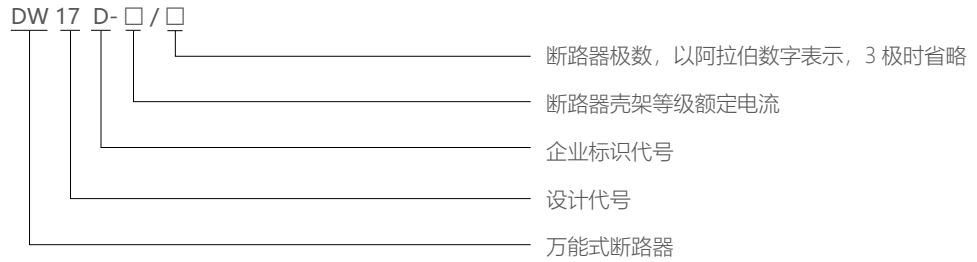 DW 17 D- □ / □
断路器极数，以阿拉伯数字表示，3 极时省略
断路器壳架等级额定电流
企业标识代号
设计代号
万能式断路器